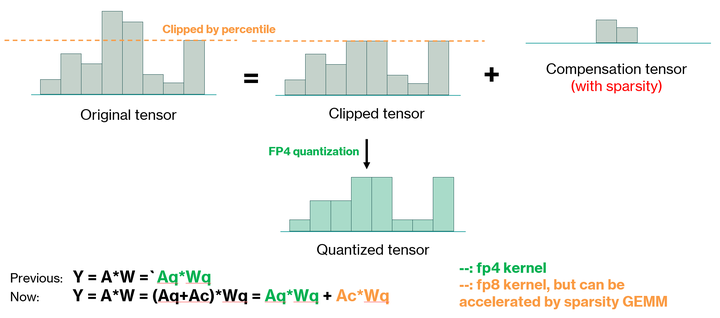 Clipped by percentile
=
+
Original tensor
Clipped tensor
Compensation tensor
(with sparsity)
FP4 quantization
Quantized tensor
Previous: Y = A*W =` Aq*Wq
Now: Y = A*W = (Aq+Ac)*Wq = Aq*Wq + Ac*Wq
--: fp4 kernel
--: fp8 kernel, but can be
accelerated by sparsity GEMM